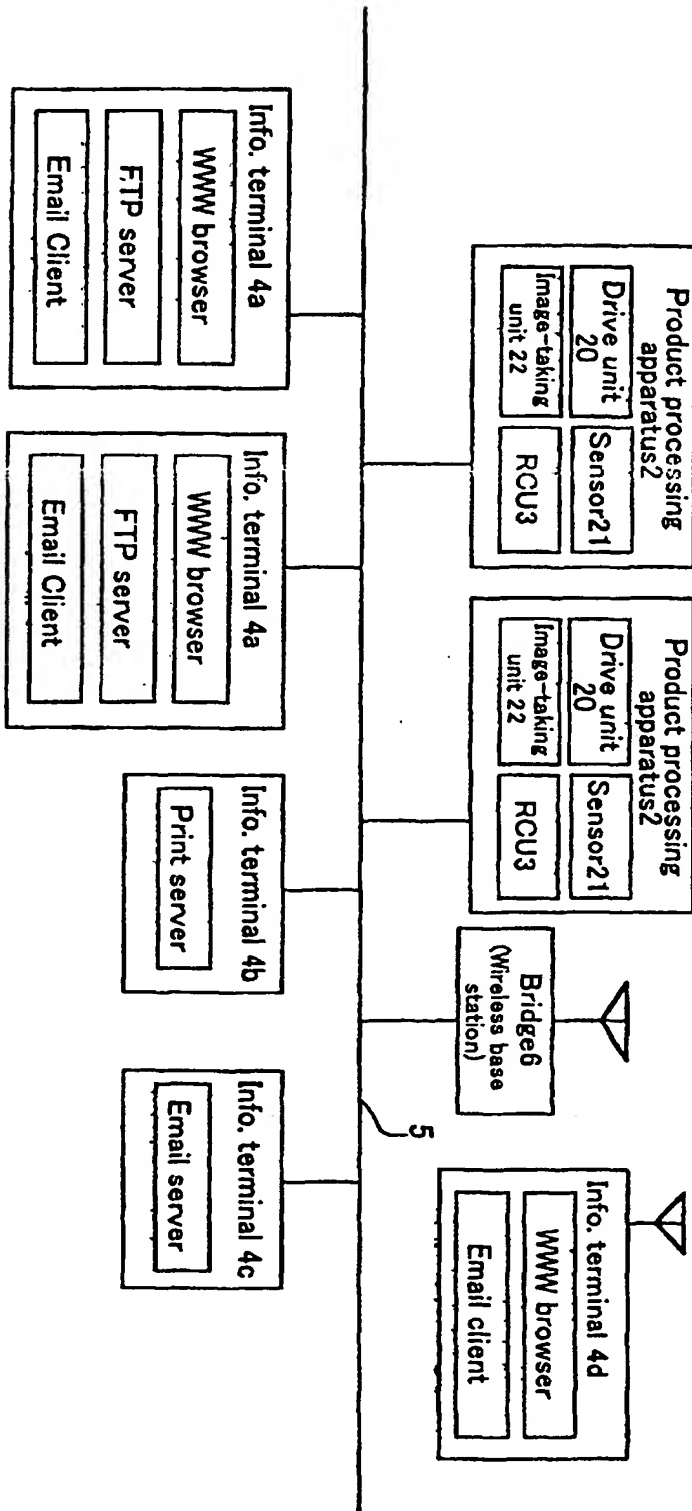 Product processing
apparatus2
Drive unit
20
Sensor21
Image-taking
unit 22
RCU3
Product processing
apparatus2
Drive unit
20
Sensor21
Image-taking
unit 22
RCU3
Bridge6
(Wireless base
station)
Info. terminal 4d
WWW browser
Email client
5
Info. terminal 4a
WWW browser
FTP server
Email Client
Info. terminal 4a
WWW browser
FTP server
Email Client
Info. terminal 4b
Print server
Info. terminal 4c
Email server